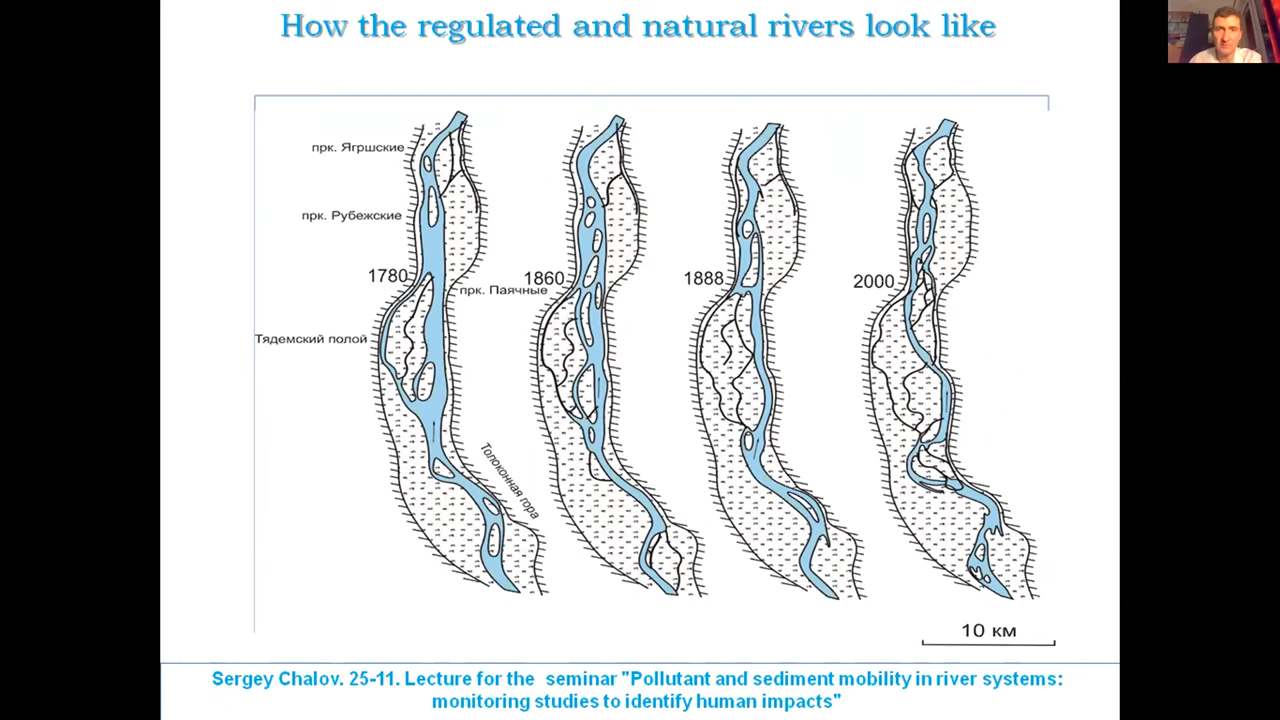 How the regulated and natural rivers look like
прк. Ягршские
прк. Рубежские
1780
прк. Паячные
1860
1888
2000
Тядемский полой
Толоконная гора
10 км
Sergey Chalov. 25-11. Lecture for the seminar "Pollutant and sediment mobility in river systems:
monitoring studies to identify human impacts"